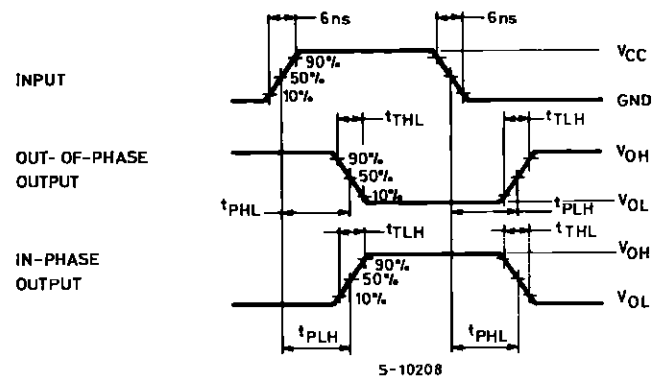 6ns 6ns
VCC
90%
INPUT 50%
10% GND
tTHL tTLH
OUT-OF-PHASE 90% VOH
OUTPUT 50%
10% VOL
tPHL tPLH
tTLH tTHL
IN-PHASE 90% VOH
OUTPUT 50%
10% VOL
tPLH tPHL
S-10208